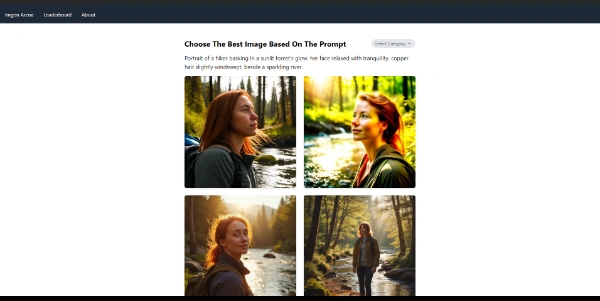 Imgen Arena Leaderboard About
Choose The Best Image Based On The Prompt
Select Category
Portrait of a hiker basking in a sunlit forest's glow, her face relaxed with tranquility, copper
hair slightly windswept, beside a sparkling river.